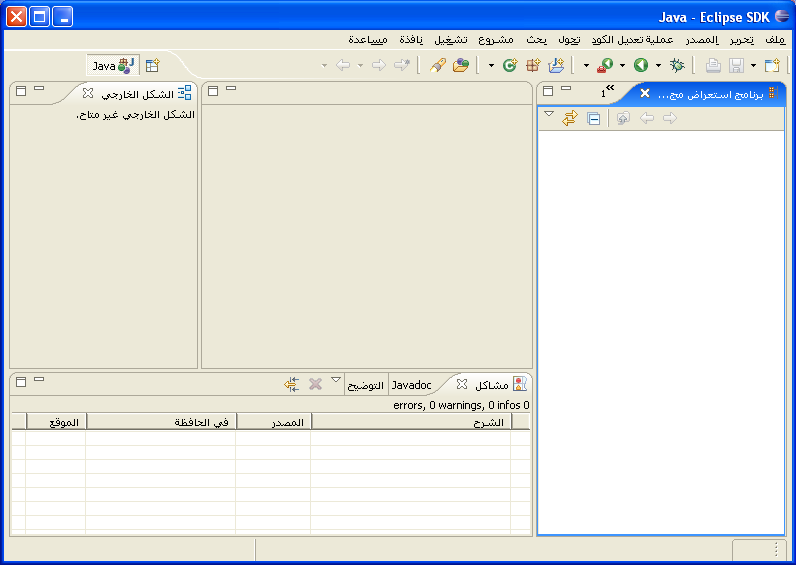 Java - Eclipse SDK
ملف تحرير المصدر عملية تعديل الكود تجول بحث مشروع تشغيل نافذة مساعدة
Java
برنامج استعراض مج...
1
الشكل الخارجي
الشكل الخارجي غير متاح.
مشاكل Javadoc التوضيح
errors, 0 warnings, 0 infos 0
الشرح المصدر في الحافظة الموقع